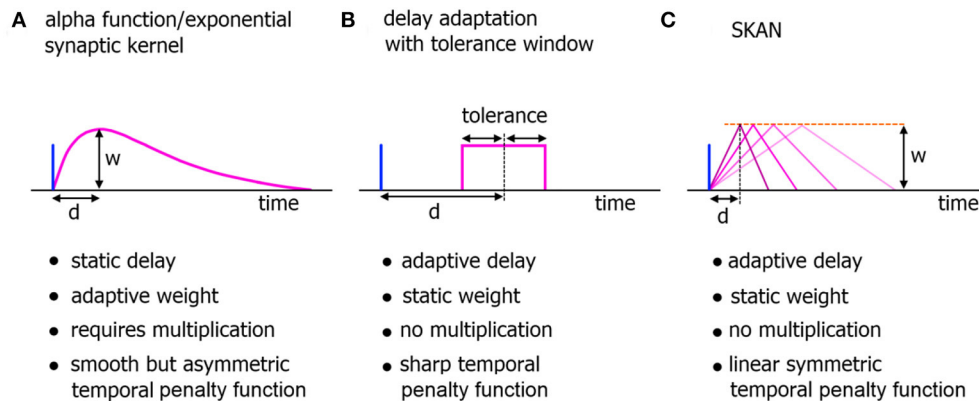 A alpha function/exponential
synaptic kernel
w
d
time
● static delay
● adaptive weight
● requires multiplication
● smooth but asymmetric
temporal penalty function
B delay adaptation
with tolerance window
tolerance
d
time
● adaptive delay
● static weight
● no multiplication
● sharp temporal
penalty function
C SKAN
w
d
time
● adaptive delay
● static weight
● no multiplication
● linear symmetric
temporal penalty function